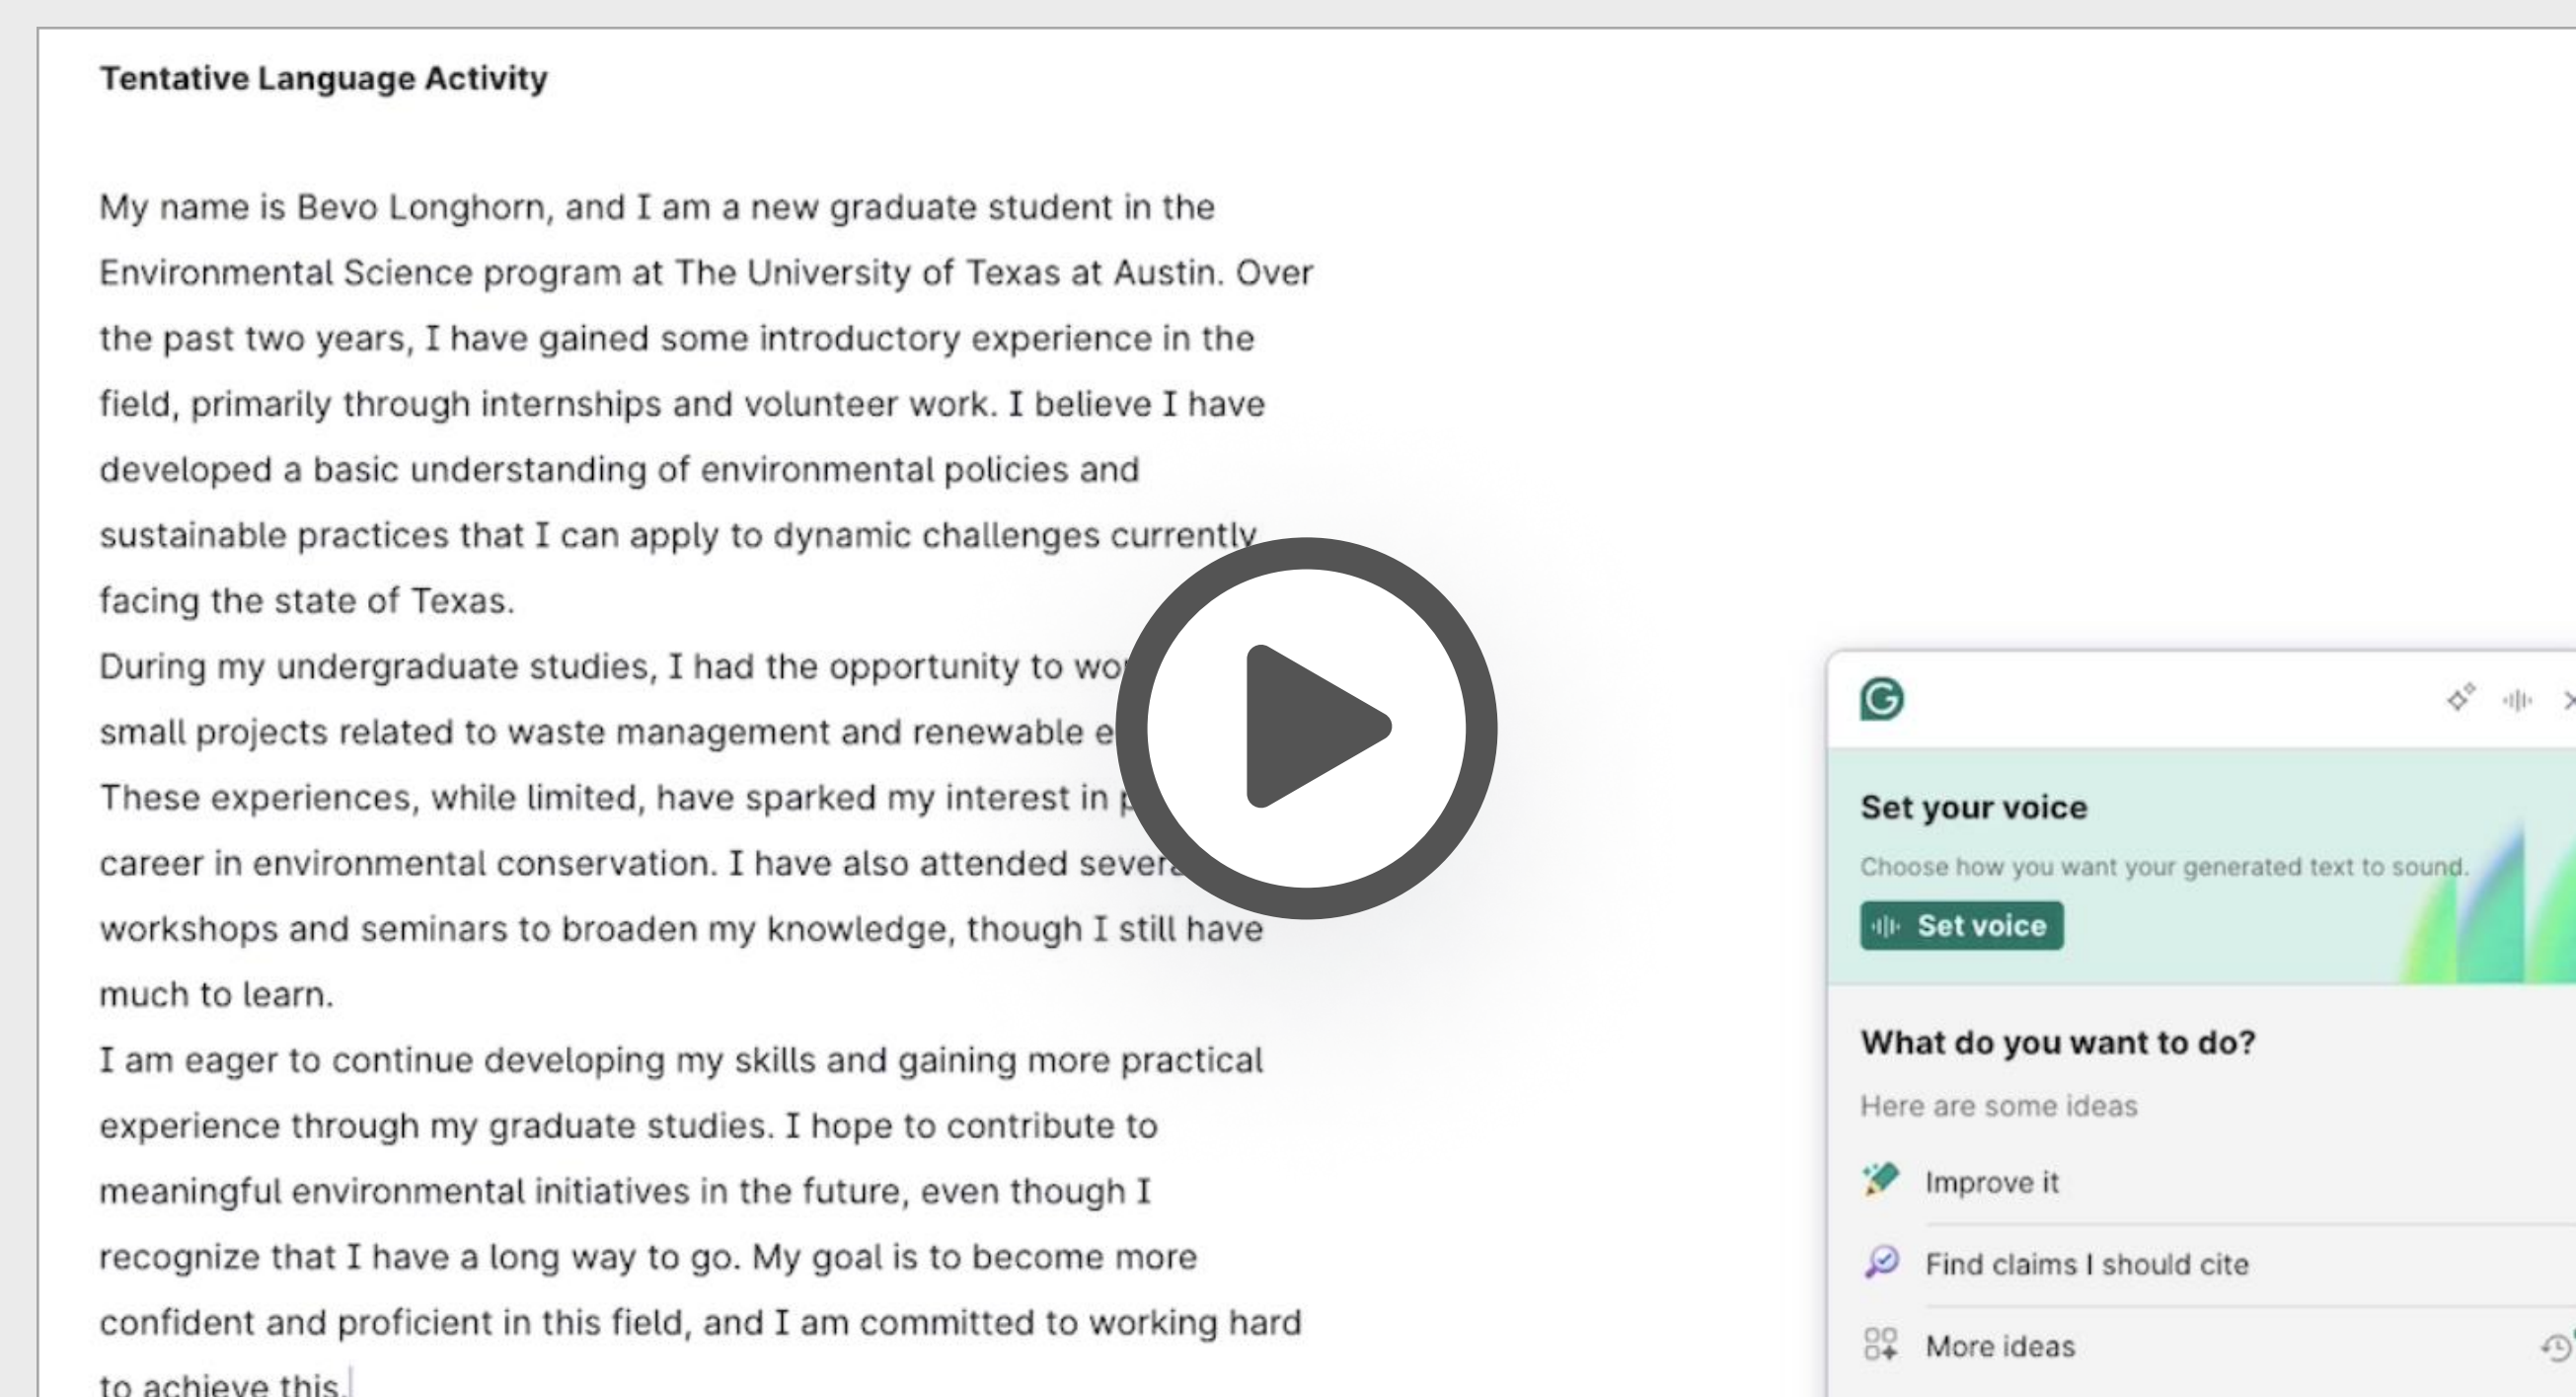 Tentative Language Activity
My name is Bevo Longhorn, and I am a new graduate student in the
Environmental Science program at The University of Texas at Austin. Over
the past two years, I have gained some introductory experience in the
field, primarily through internships and volunteer work. I believe I have
developed a basic understanding of environmental policies and
sustainable practices that I can apply to dynamic challenges currently
facing the state of Texas.
During my undergraduate studies, I had the opportunity to
small projects related to waste management and renewable
These experiences, while limited, have sparked my interest in
career in environmental conservation. I have also attended
workshops and seminars to broaden my knowledge, though I still have
much to learn.
I am eager to continue developing my skills and gaining more practical
experience through my graduate studies. I hope to contribute to
meaningful environmental initiatives in the future, even though I
recognize that I have a long way to go. My goal is to become more
confident and proficient in this field, and I am committed to working hard
to achieve this.
G
Set your voice
Choose how you want your generated text to sound.
Set voice
What do you want to do?
Here are some ideas
Improve it
Find claims I should cite
More ideas